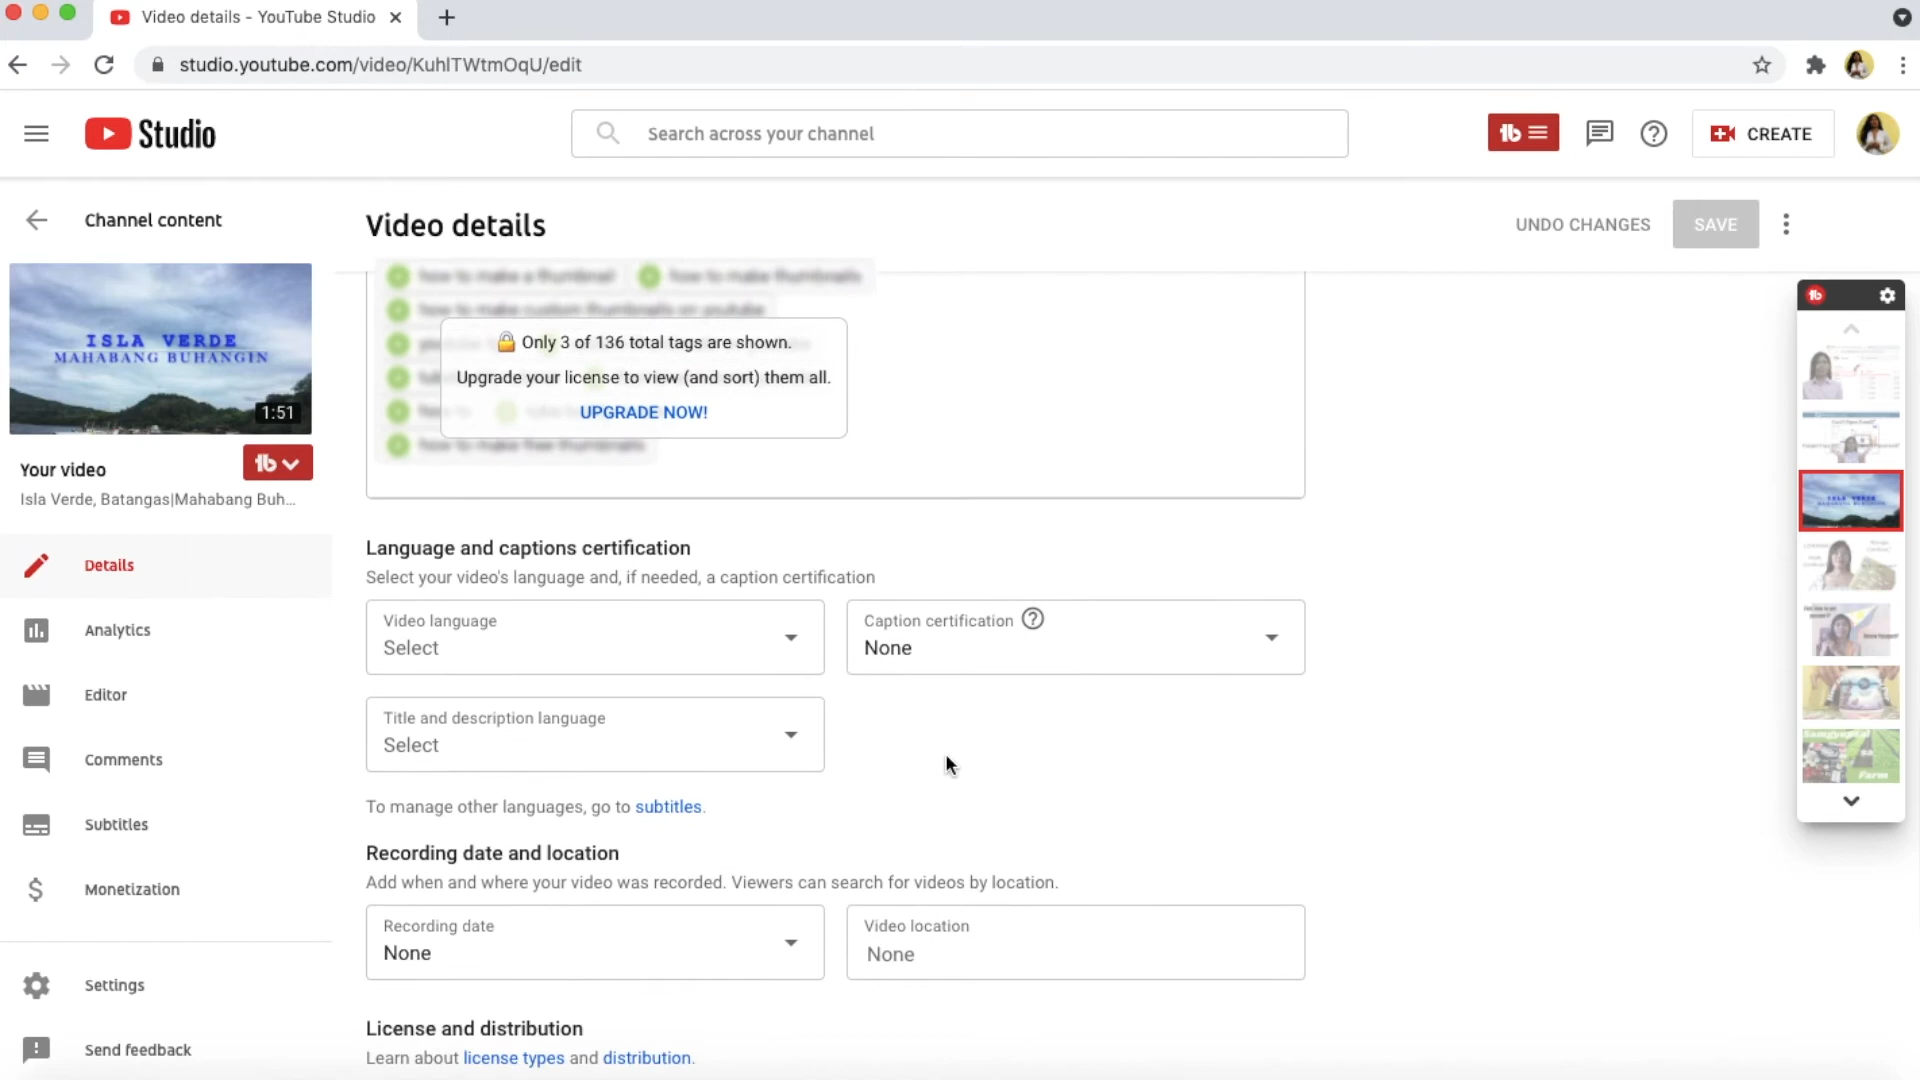 Video details - YouTube Studio
studio.youtube.com/video/KuhlTWtmOqU/edit
Studio
Search across your channel
CREATE
Channel content
Video details
UNDO CHANGES
SAVE
how to make a thumbnail
how to make thumbnails
how to make custom thumbnails on youtube
Only 3 of 136 total tags are shown.
Upgrade your license to view (and sort) them all.
UPGRADE NOW!
how to make free thumbnails
ISLA VERDE
MAHABANG BUHANGIN
1:51
Your video
Isla Verde, Batangas|Mahabang Buh...
Details
Analytics
Editor
Comments
Subtitles
Monetization
Settings
Send feedback
Language and captions certification
Select your video's language and, if needed, a caption certification
Video language
Select
Caption certification
None
Title and description language
Select
To manage other languages, go to subtitles.
Recording date and location
Add when and where your video was recorded. Viewers can search for videos by location.
Recording date
None
Video location
None
License and distribution
Learn about license types and distribution.
ISLA VERDE
Samgyupsal
Farm